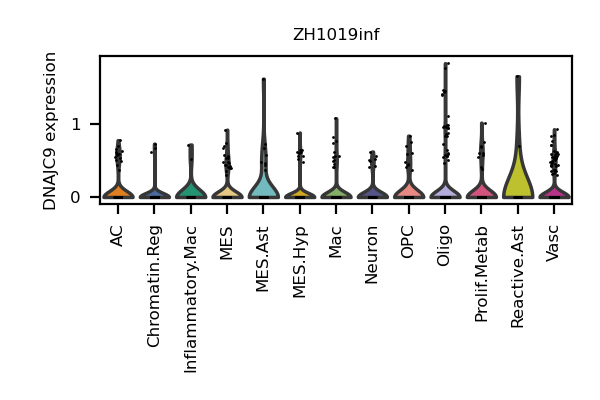 ZH1019inf
DNAJC9 expression
1
0
AC
Chromatin.Reg
Inflammatory.Mac
MES
MES.Ast
MES.Hyp
Mac
Neuron
OPC
Oligo
Prolif.Metab
Reactive.Ast
Vasc